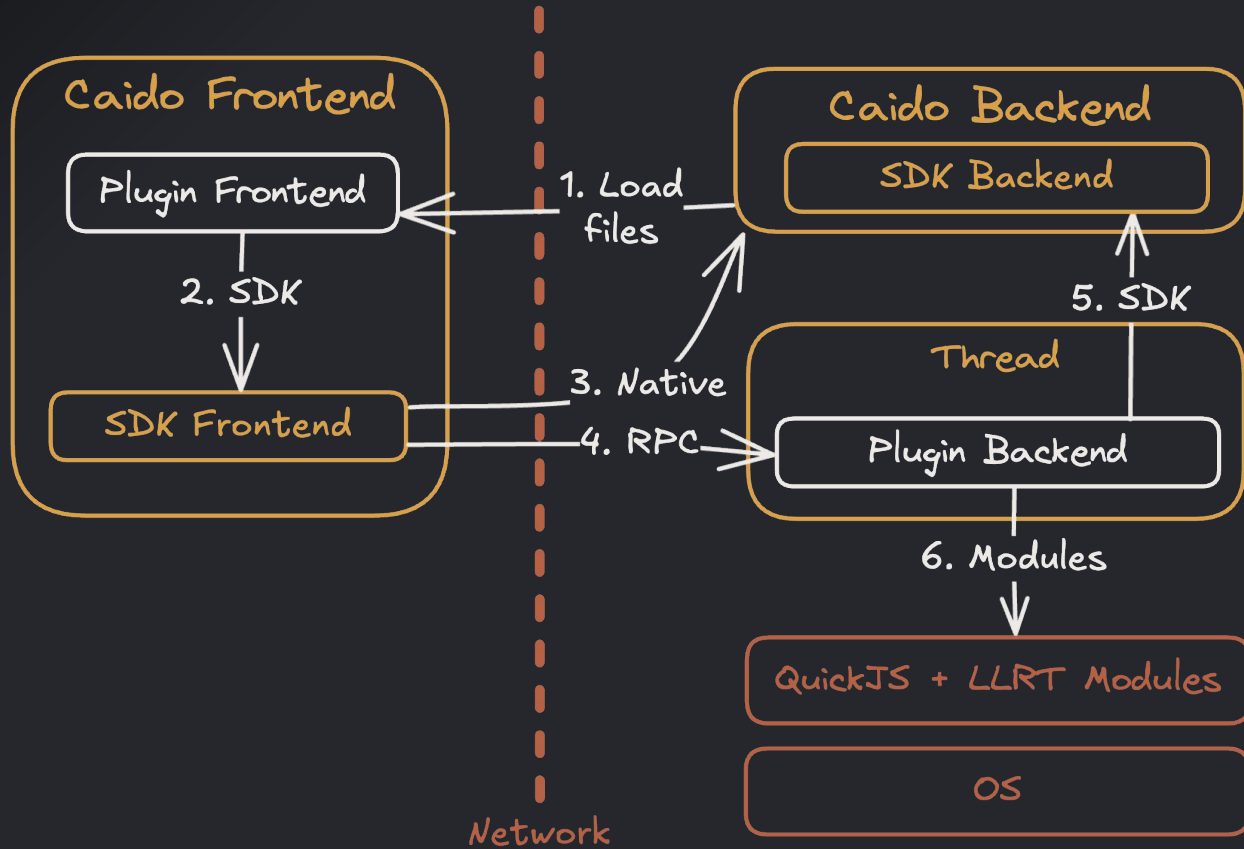 Caido Frontend
Plugin Frontend
2. SDK
SDK Frontend
1. Load
files
3. Native
4. RPC
Network
Caido Backend
SDK Backend
5. SDK
Thread
Plugin Backend
6. Modules
QuickJS + LLRT Modules
OS